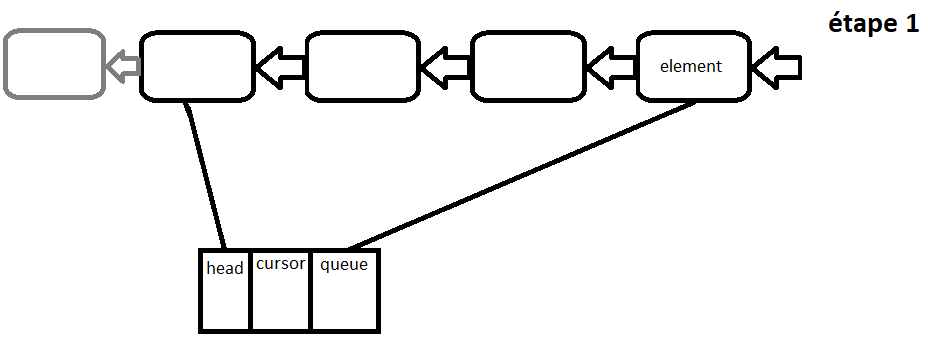 étape 1
element
head cursor queue